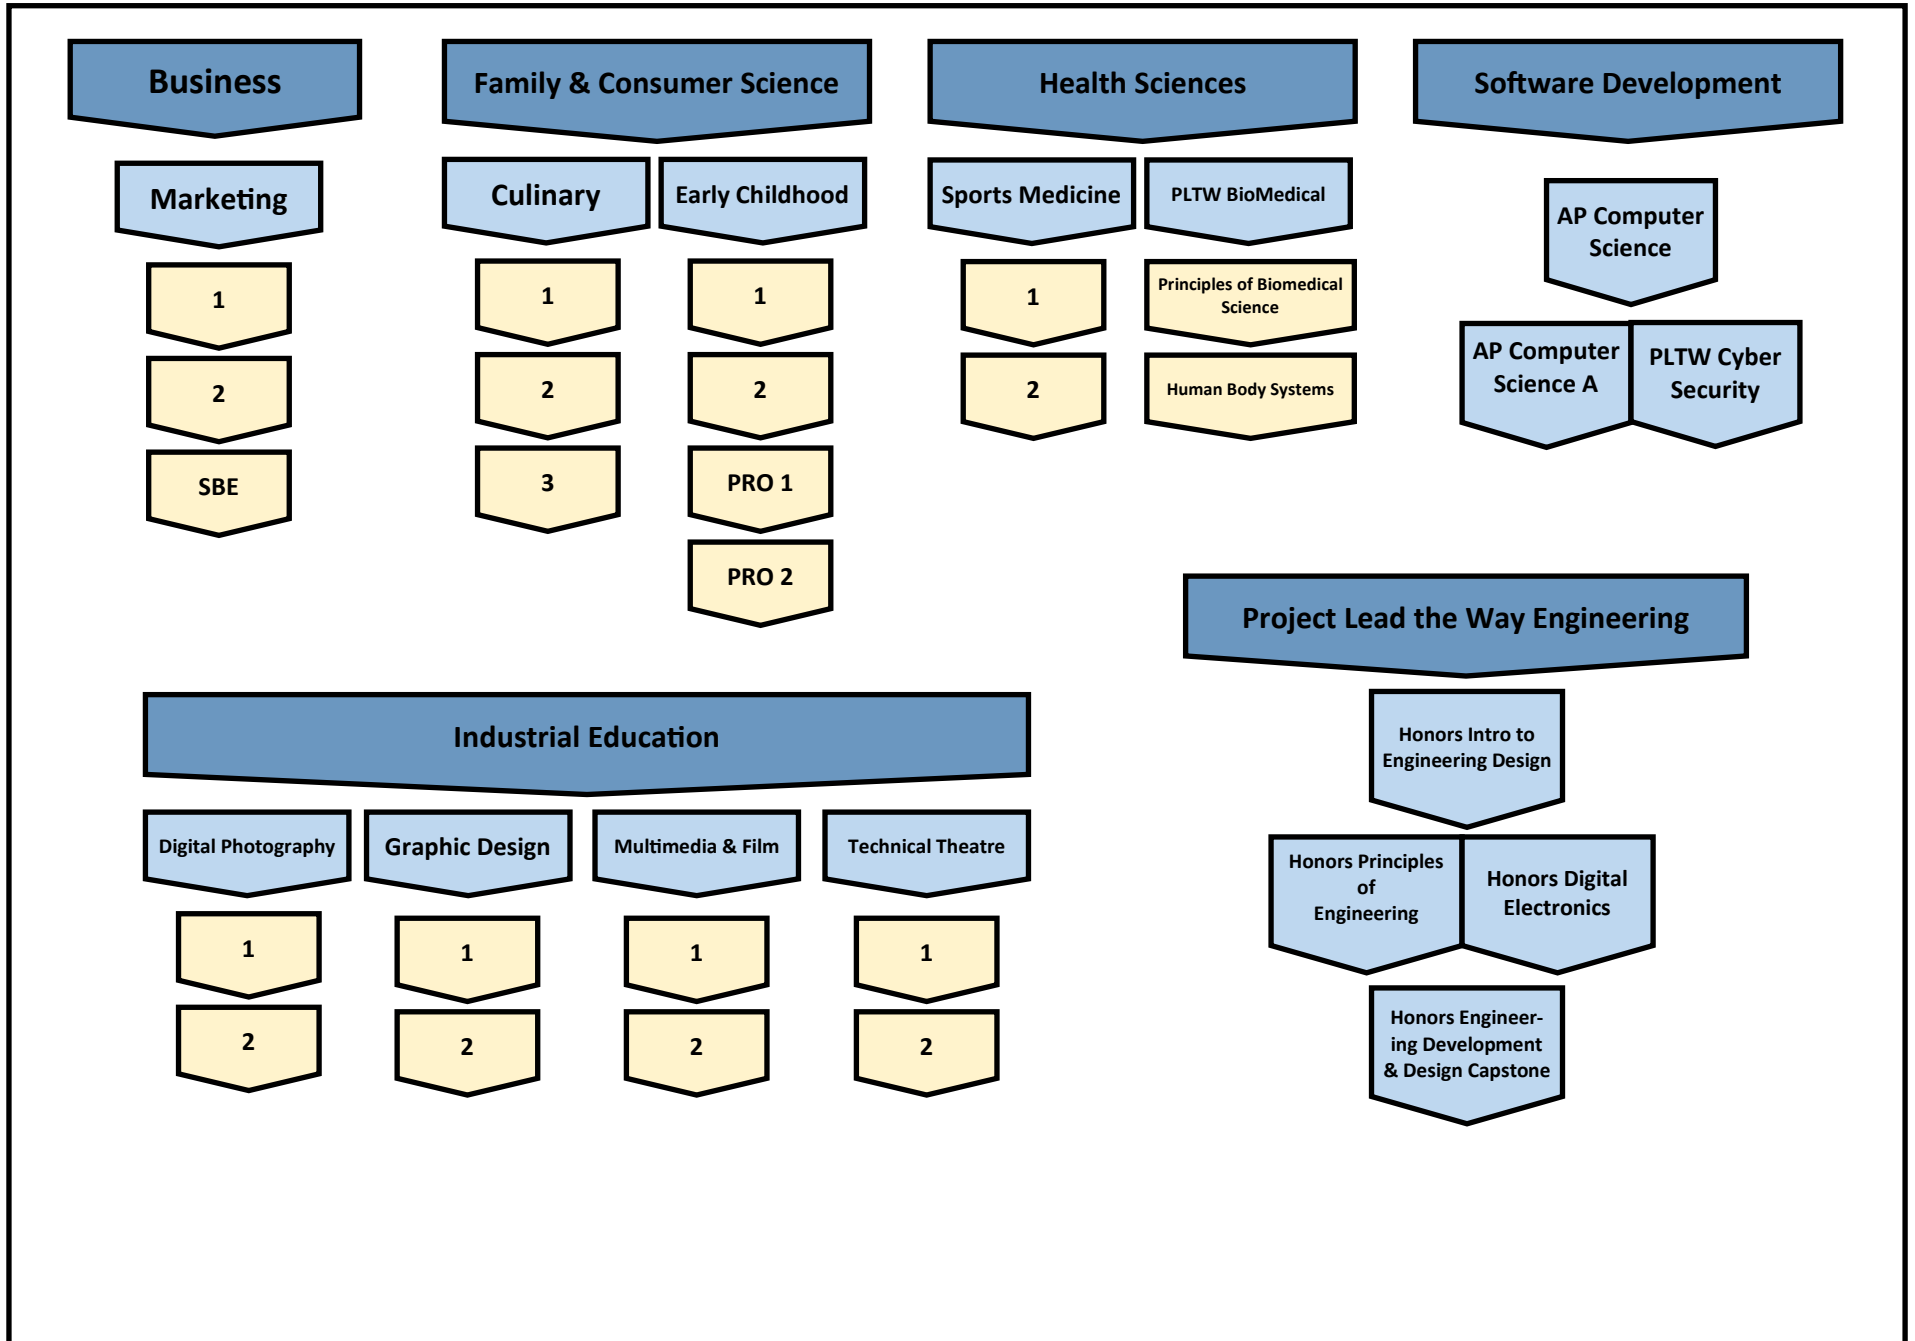 Business
Marketing
1
2
SBE
Family & Consumer Science
Culinary
1
2
3
Early Childhood
1
2
PRO 1
PRO 2
Health Sciences
Sports Medicine
1
2
PLTW BioMedical
Principles of Biomedical
Science
Human Body Systems
Software Development
AP Computer
Science
AP Computer
Science A
PLTW Cyber
Security
Industrial Education
Digital Photography
1
2
Graphic Design
1
2
Multimedia & Film
1
2
Technical Theatre
1
2
Project Lead the Way Engineering
Honors Intro to
Engineering Design
Honors Principles
of
Engineering
Honors Digital
Electronics
Honors Engineer-
ing Development
& Design Capstone